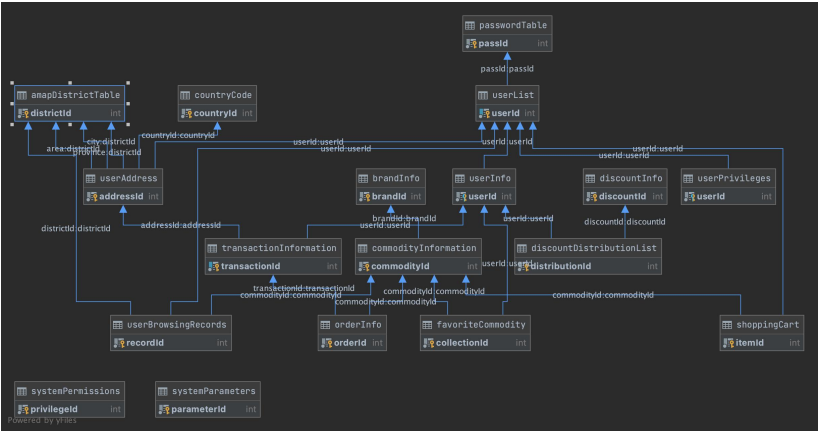 passwordTable
passId int
passId:passId
amapDistrictTable
districtId int
countryCode
countryId int
userList
userId int
city:districtId
countryId:countryId
area:districtId
province:districtId
userId:userId
userId:userId
userId:userId
userId:userId
userId:userId
userId:userId
userAddress
addressId int
brandInfo
brandId int
userInfo
userId int
discountInfo
discountId int
userPrivileges
userId int
districtId:districtId
addressId:addressId
brandId:brandId
userId:userId
userId:userId
discountId:discountId
transactionInformation
transactionId int
commodityInformation
commodityId int
discountDistributionList
distributionId int
userId:userId
transactionId:transactionId
commodityId:commodityId
commodityId:commodityId
commodityId:commodityId
commodityId:commodityId
userBrowsingRecords
recordId int
orderInfo
orderId int
favoriteCommodity
collectionId int
shoppingCart
itemId int
systemPermissions
privilegeId int
systemParameters
parameterId int
Powered by yFiles